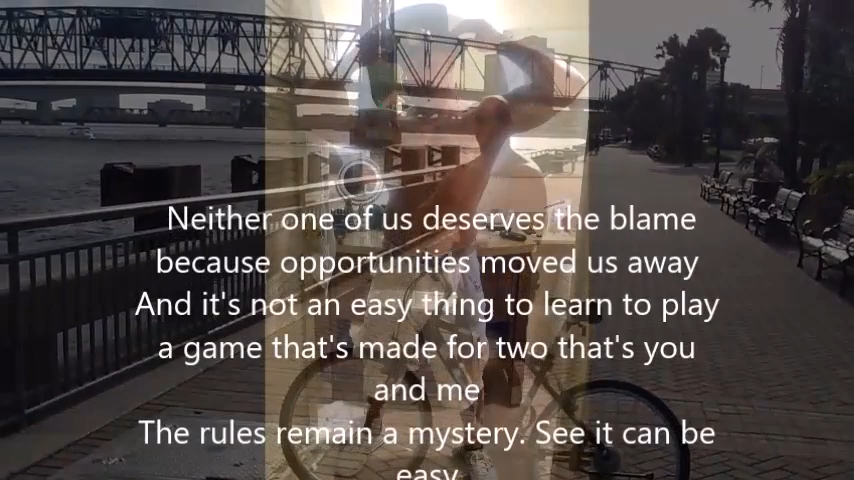 Neither one of us deserves the blame
because opportunities moved us away
And it's not an easy thing to learn to play
a game that's made for two that's you
and me
The rules remain a mystery. See it can be
easy